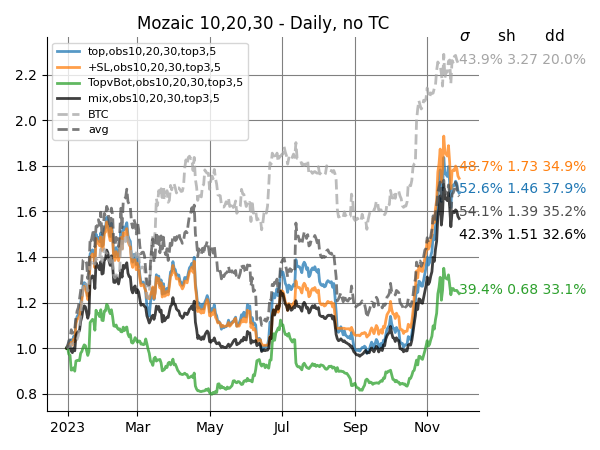 Mozaic 10,20,30 - Daily, no TC
σ sh dd
top,obs10,20,30,top3,5
+SL,obs10,20,30,top3,5
TopvBot,obs10,20,30,top3,5
mix,obs10,20,30,top3,5
BTC
avg
43.9% 3.27 20.0%
48.7% 1.73 34.9%
52.6% 1.46 37.9%
54.1% 1.39 35.2%
42.3% 1.51 32.6%
39.4% 0.68 33.1%
2.2
2.0
1.8
1.6
1.4
1.2
1.0
0.8
2023 Mar May Jul Sep Nov